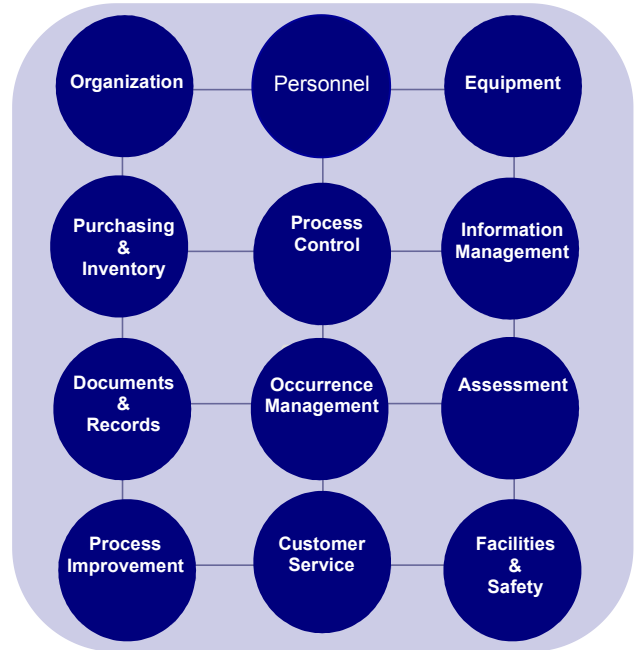 Organization
Personnel
Equipment
Purchasing
&
Inventory
Process
Control
Information
Management
Documents
&
Records
Occurrence
Management
Assessment
Process
Improvement
Customer
Service
Facilities
&
Safety